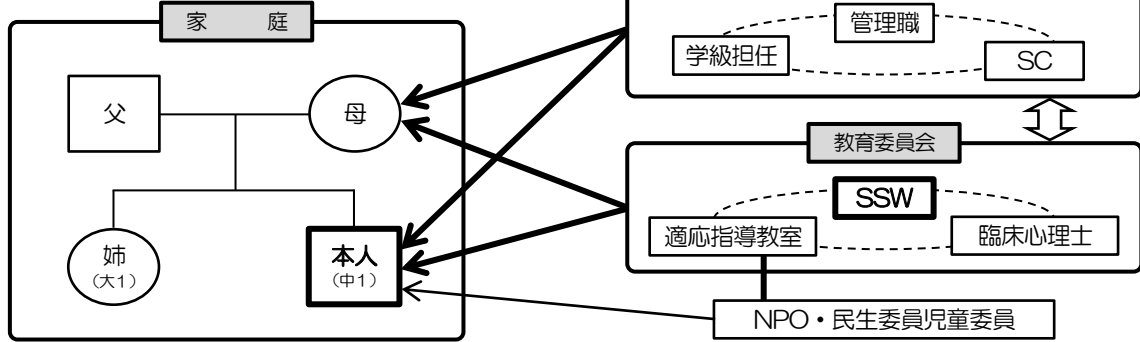 家　　庭
父
母
姉
（大1）
本人
（中1）
管理職
学級担任
SC
教育委員会
SSW
適応指導教室
臨床心理士
NPO・民生委員児童委員